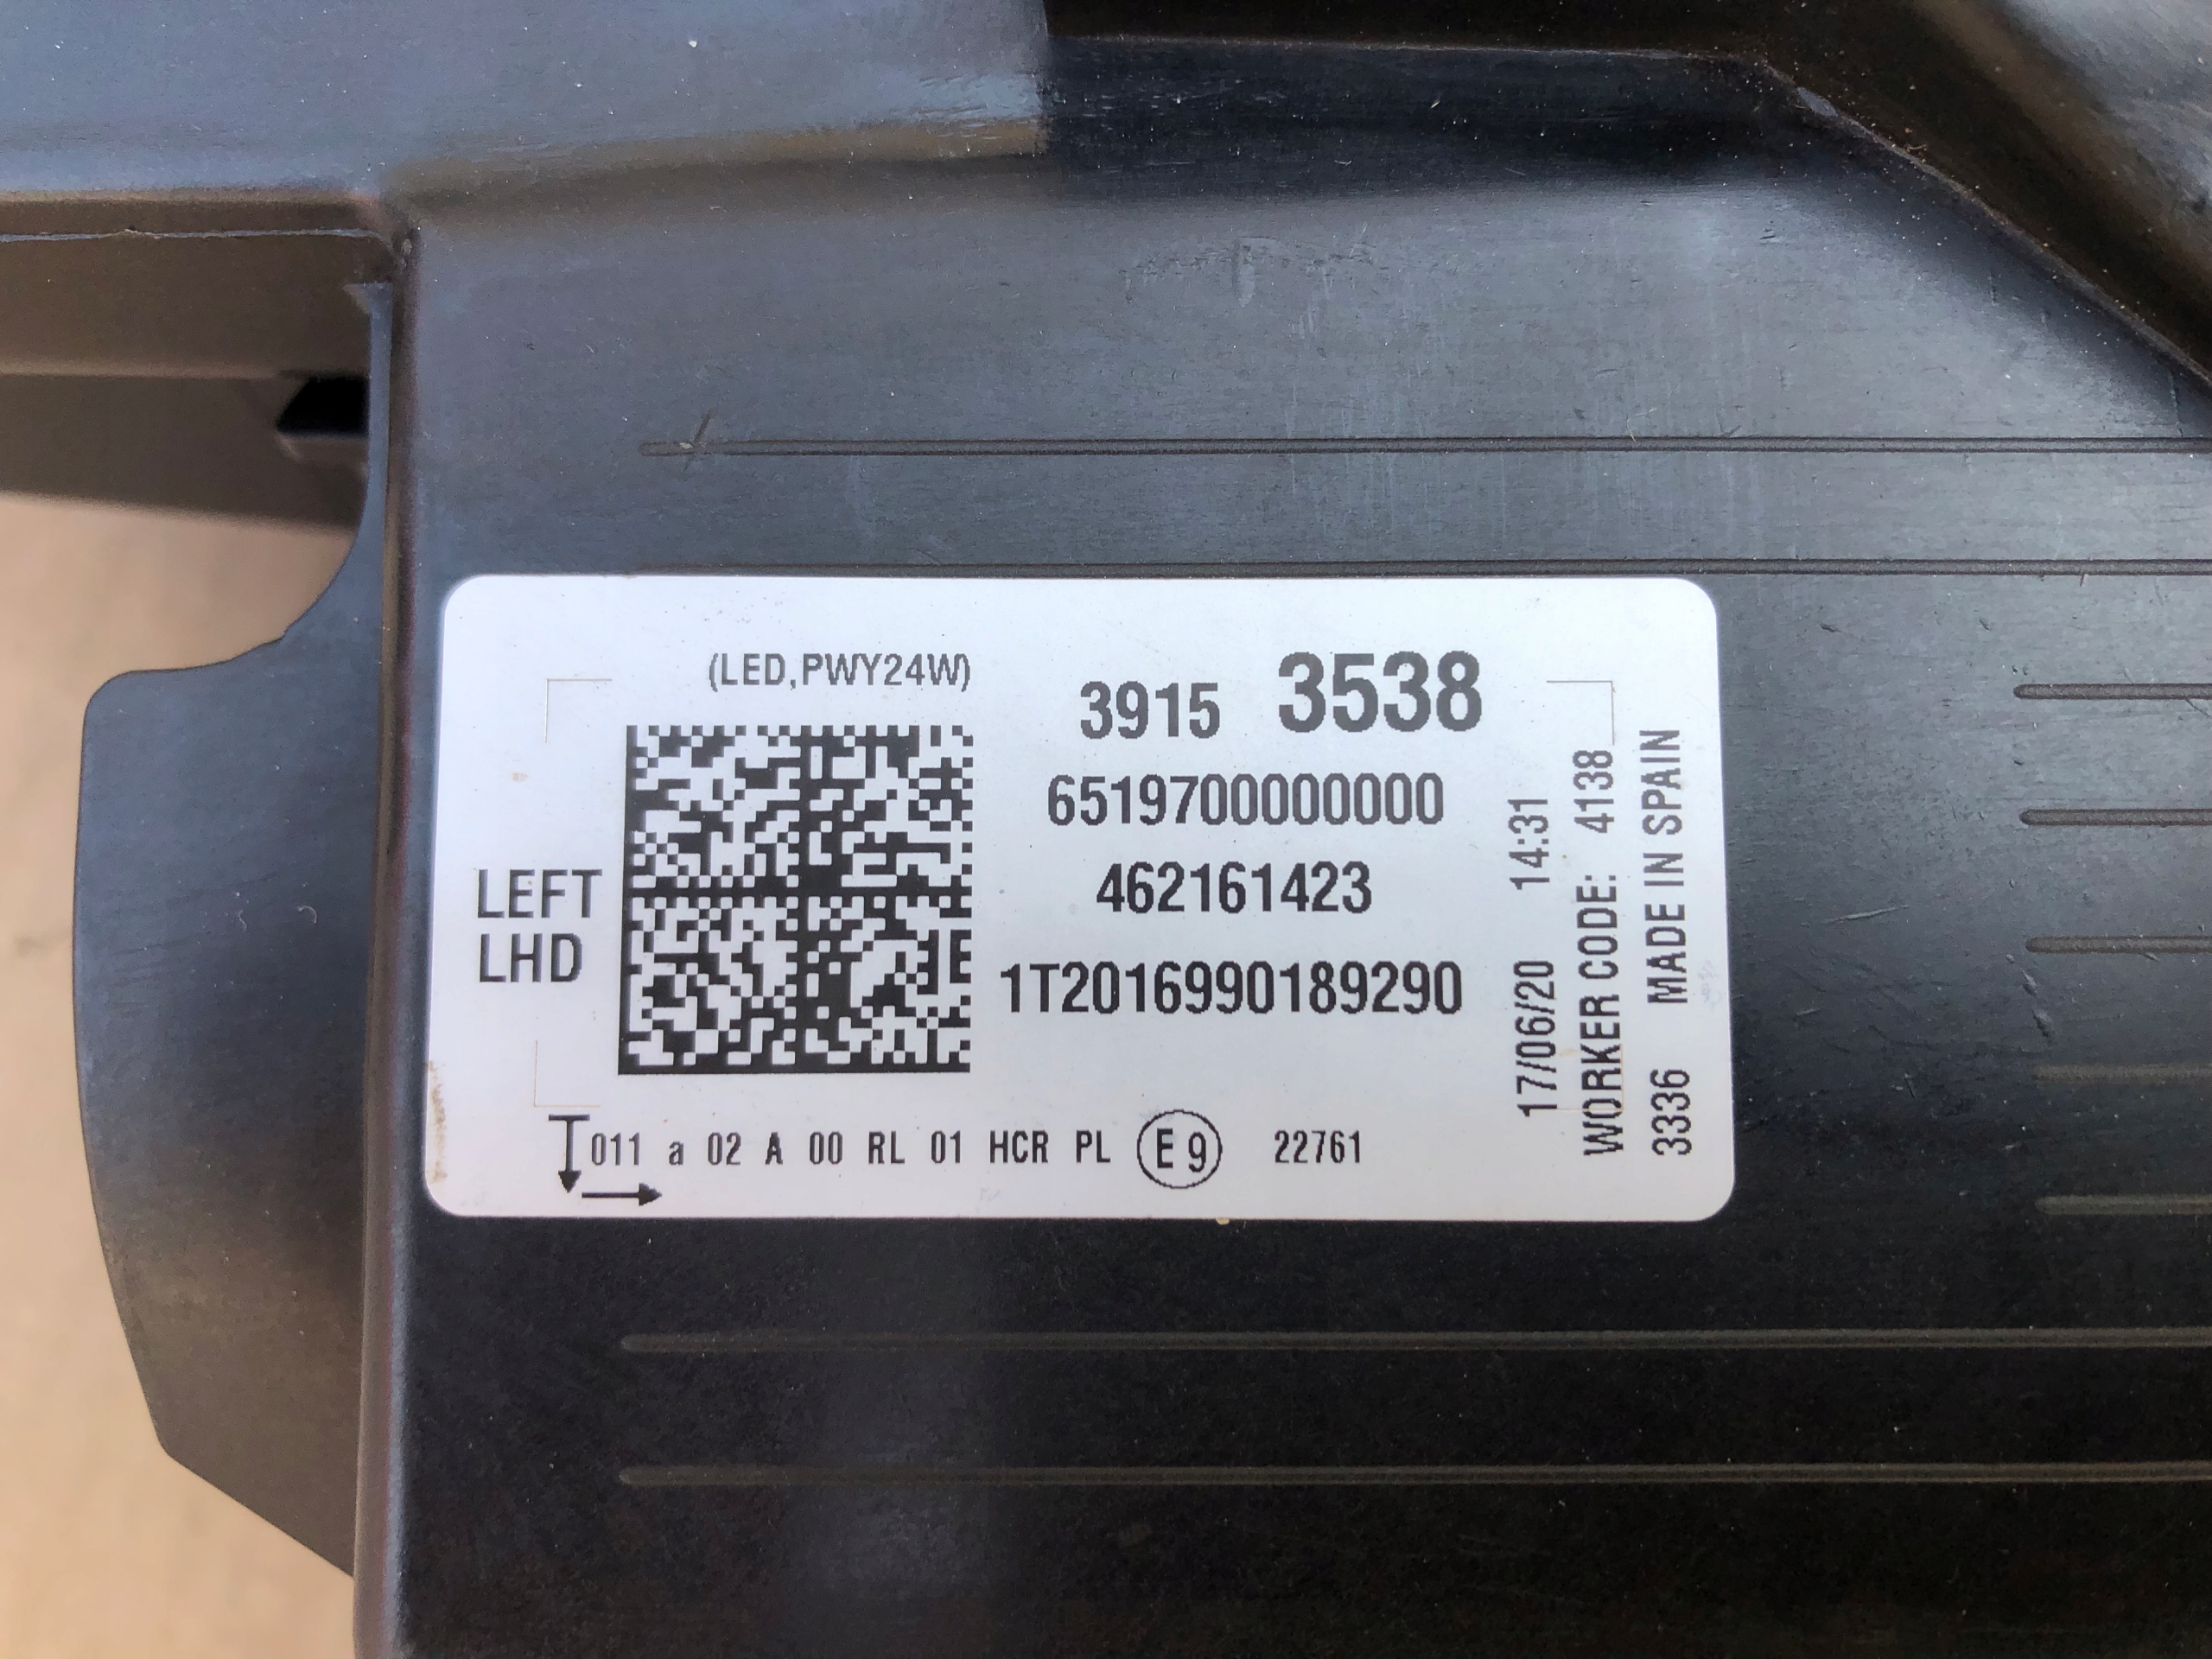 (LED,PWY24W)
3915 3538
6519700000000
462161423
1T2016990189290
LEFT
LHD
011 a 02 A 00 RL 01 HCR PL E9 22761
17/06/20 14:31
WORKER CODE: 4138
3336 MADE IN SPAIN